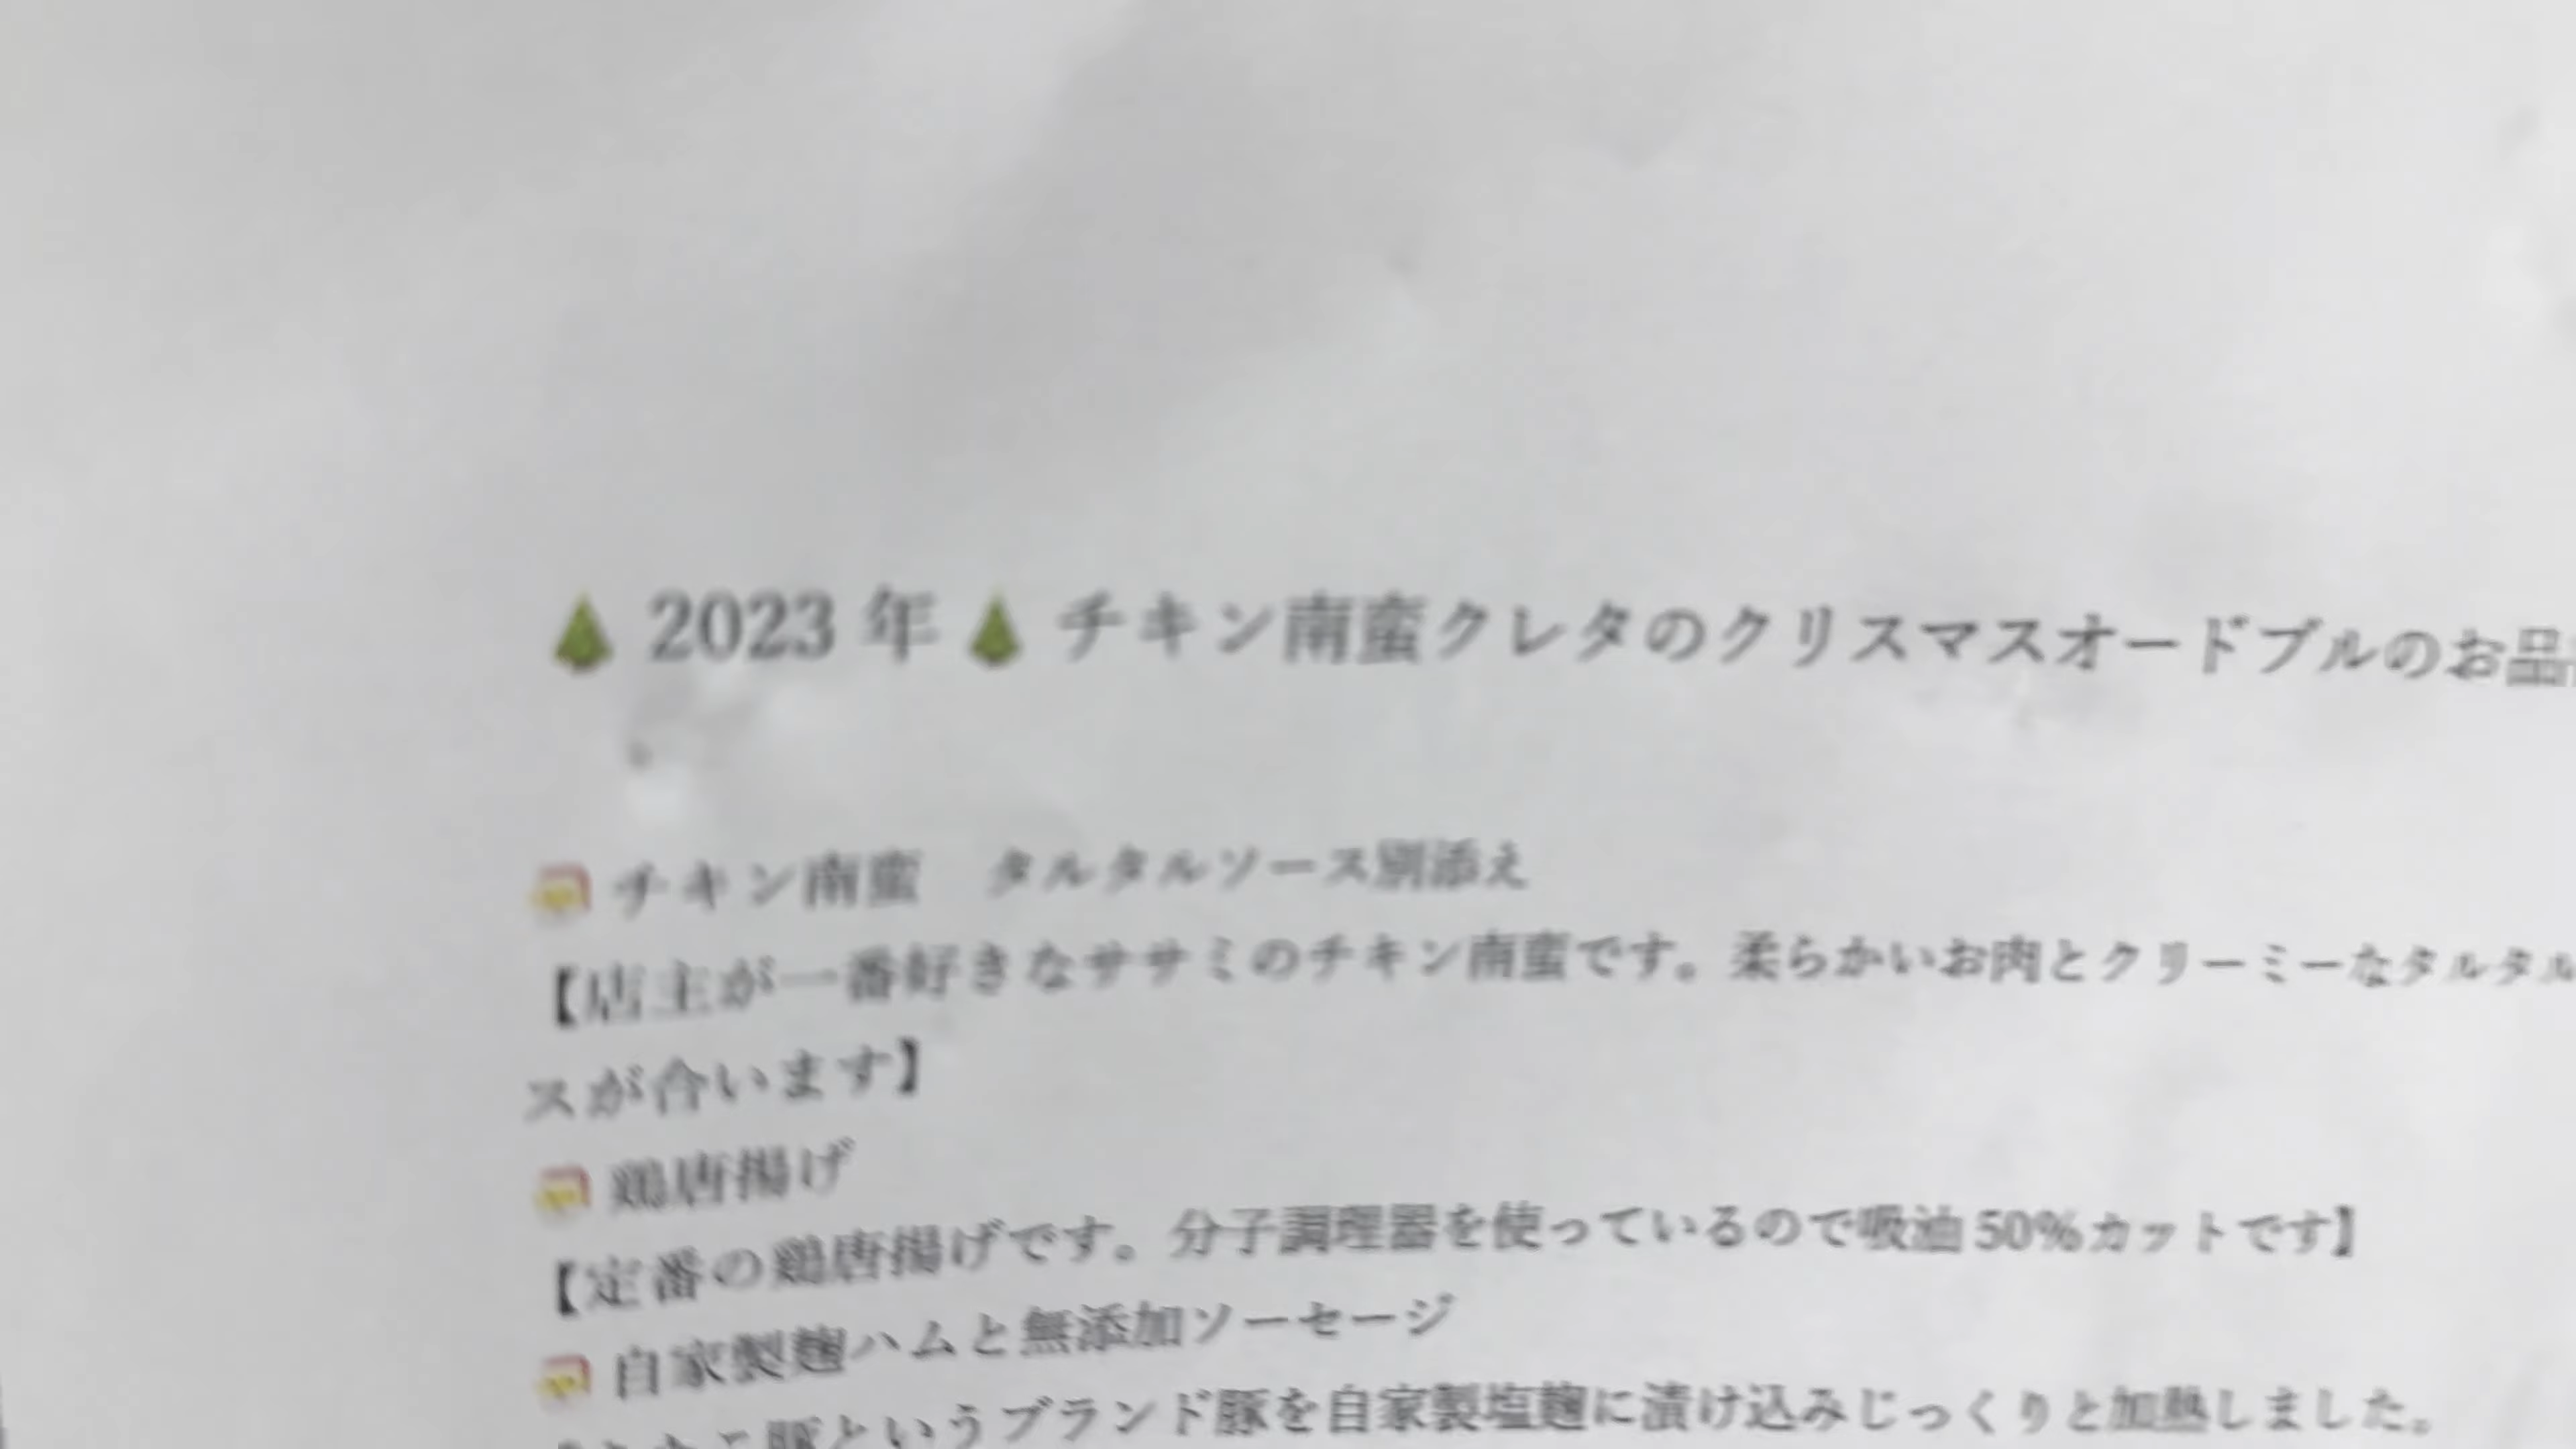 🎄 2023 年 🎄 チキン南蛮クレタのクリスマスオードブルのお品
チキン南蛮　タルタルソース別添え
【店主が一番好きなササミのチキン南蛮です。柔らかいお肉とクリーミーなタルタル
スが合います】
鶏唐揚げ
【定番の鶏唐揚げです。分子調理器を使っているので吸油 50%カットです】
自家製麹ハムと無添加ソーセージ
豚というブランド豚を自家製塩麹に漬け込みじっくりと加熱しました。